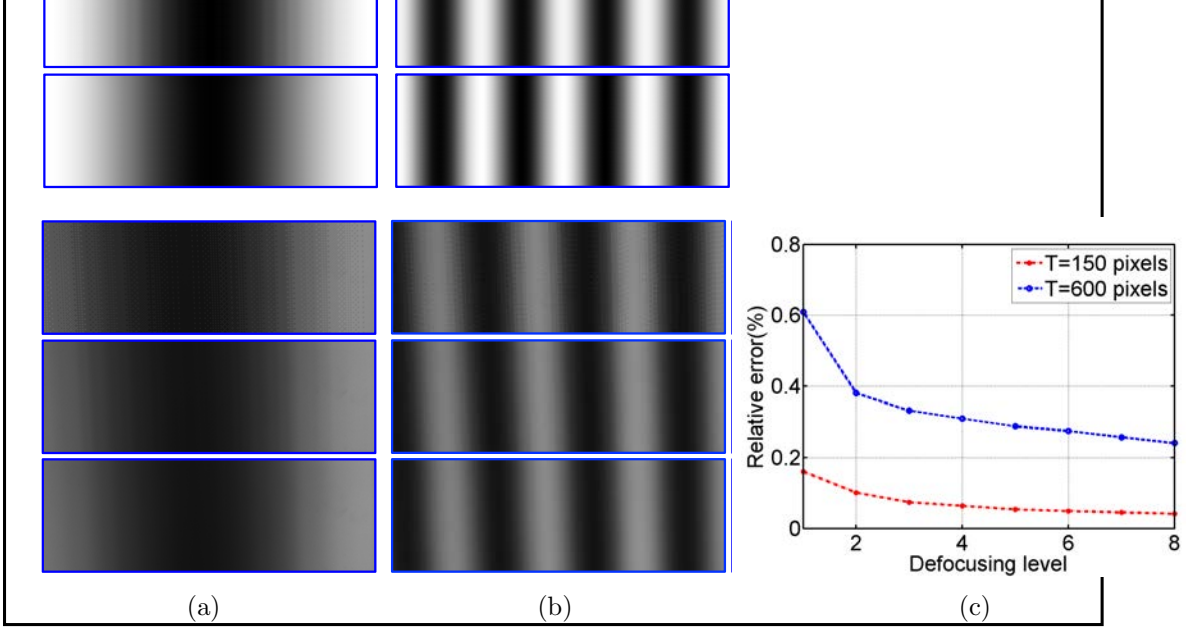 0.8
T=150 pixels
T=600 pixels
0.6
0.4
0.2
0
Relative error(%)
2 4 6 8
Defocusing level
(a) (b) (c)